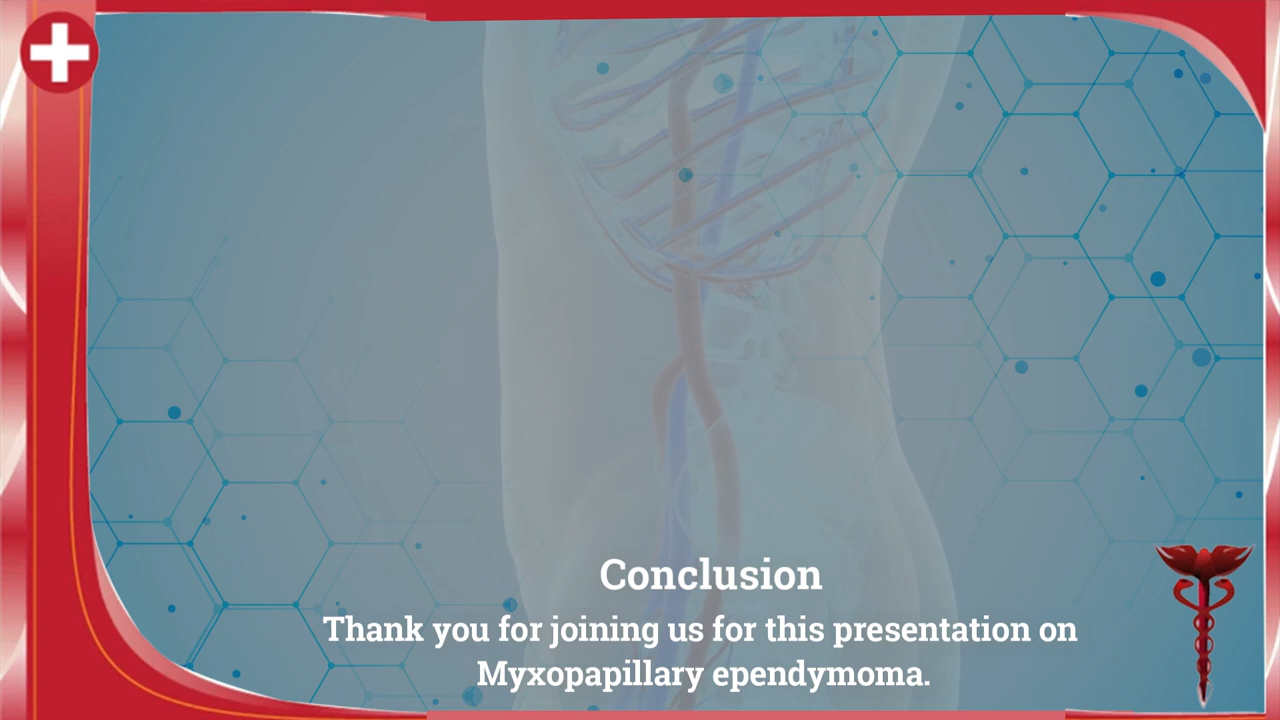 Conclusion
Thank you for joining us for this presentation on
Myxopapillary ependymoma.